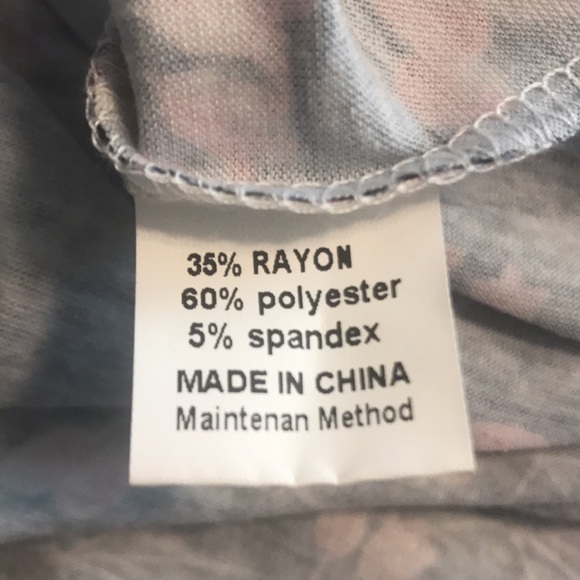 35% RAYON
60% polyester
5% spandex
MADE IN CHINA
Maintenan Method